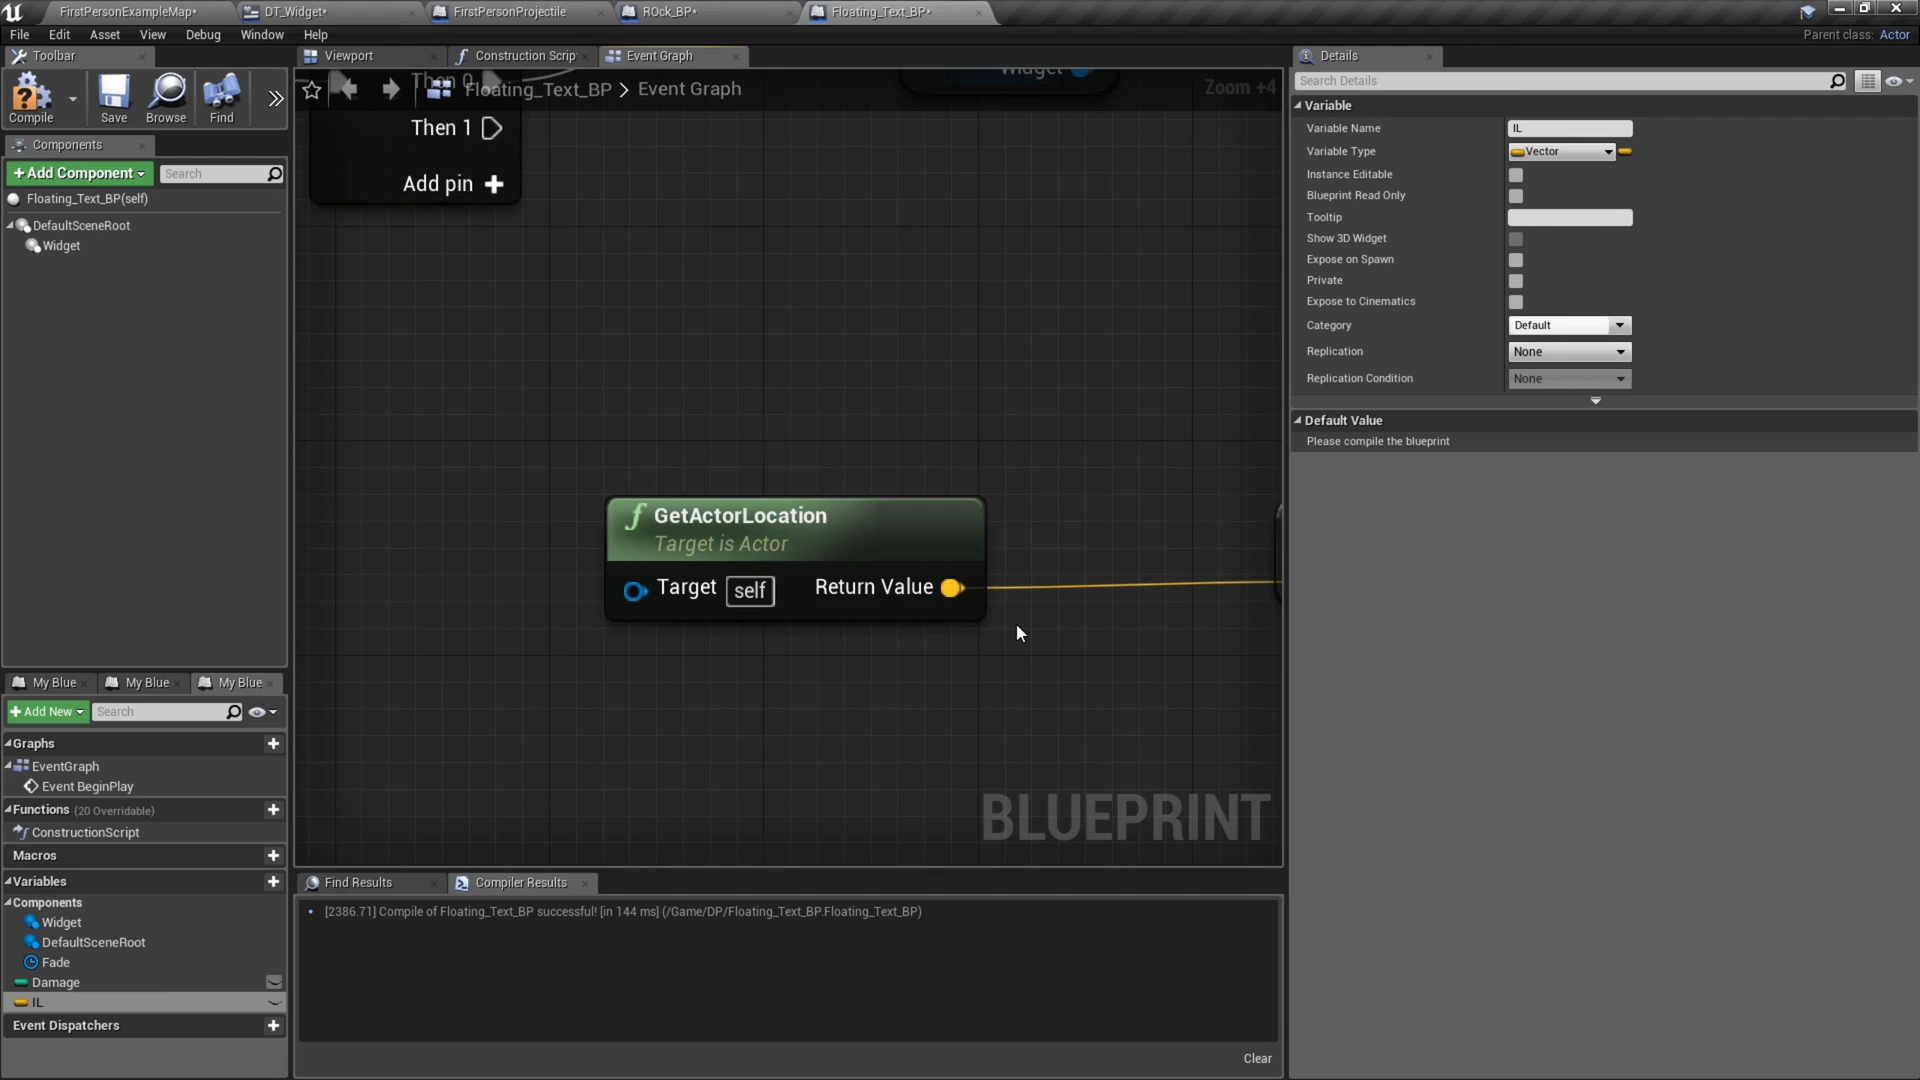 FirstPersonExampleMap*
DT_Widget*
FirstPersonProjectile
ROck_BP*
Floating_Text_BP*
File Edit Asset View Debug Window Help
Parent class: Actor
Toolbar
Viewport
Construction Scrip
Event Graph
Details
Compile
Save
Browse
Find
Then 0
Floating_Text_BP > Event Graph
Widget
Zoom +4
Search Details
Then 1
Add pin
Components
+ Add Component
Search
Floating_Text_BP(self)
DefaultSceneRoot
Widget
Variable
Variable Name IL
Variable Type Vector
Instance Editable
Blueprint Read Only
Tooltip
Show 3D Widget
Expose on Spawn
Private
Expose to Cinematics
Category Default
Replication None
Replication Condition None
Default Value
Please compile the blueprint
GetActorLocation
Target is Actor
Target self Return Value
BLUEPRINT
My Blue
My Blue
My Blue
+ Add New
Search
Graphs
EventGraph
Event BeginPlay
Functions (20 Overridable)
ConstructionScript
Macros
Variables
Components
Widget
DefaultSceneRoot
Fade
Damage
IL
Event Dispatchers
Find Results
Compiler Results
[2386.71] Compile of Floating_Text_BP successful! [in 144 ms] (/Game/DP/Floating_Text_BP.Floating_Text_BP)
Clear